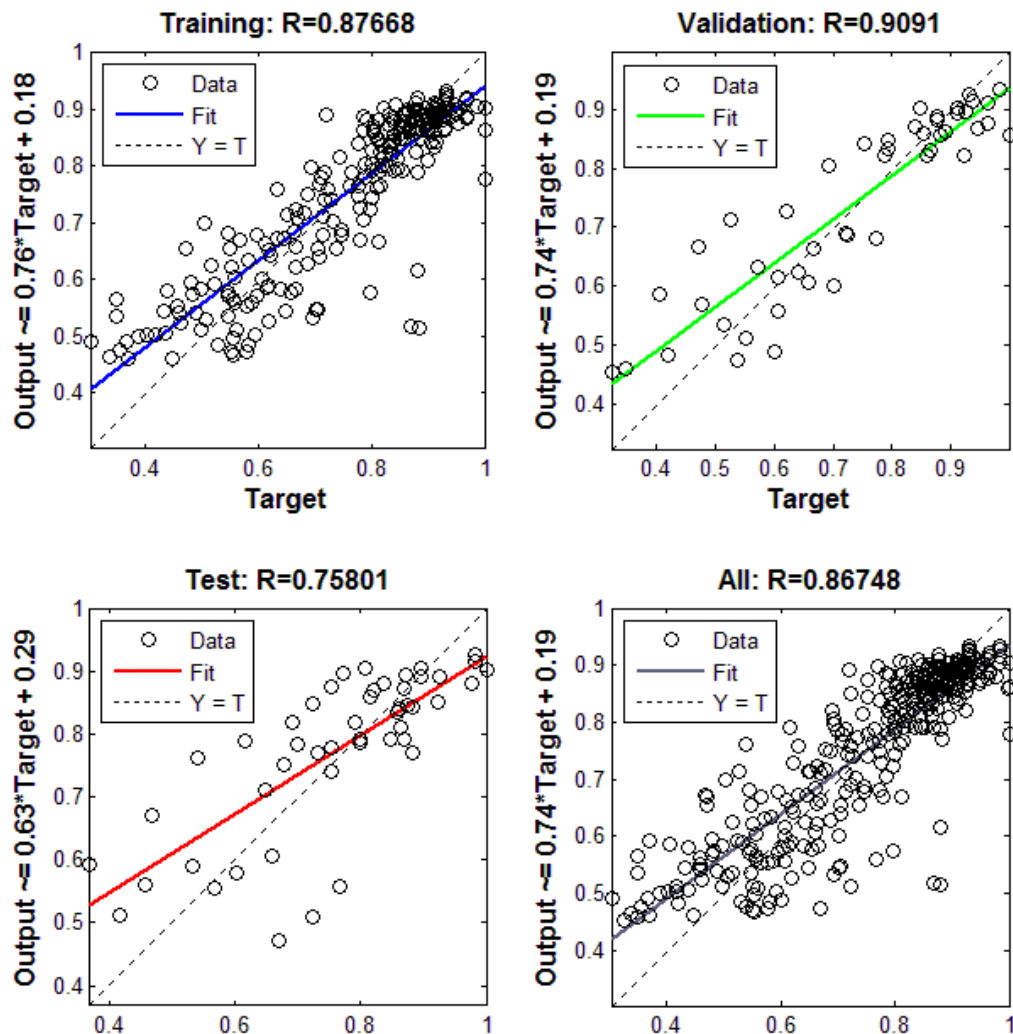 Training: R=0.87668
Output ~= 0.76*Target + 0.18
1
0.9
0.8
0.7
0.6
0.5
0.4
Data
Fit
Y = T
0.4
0.6
0.8
1
Target
Validation: R=0.9091
Output ~= 0.74*Target + 0.19
1
0.9
0.8
0.7
0.6
0.5
0.4
Data
Fit
Y = T
0.4
0.5
0.6
0.7
0.8
0.9
Target
Test: R=0.75801
Output ~= 0.63*Target + 0.29
1
0.9
0.8
0.7
0.6
0.5
0.4
Data
Fit
Y = T
0.4
0.6
0.8
1
All: R=0.86748
Output ~= 0.74*Target + 0.19
1
0.9
0.8
0.7
0.6
0.5
0.4
Data
Fit
Y = T
0.4
0.6
0.8
1